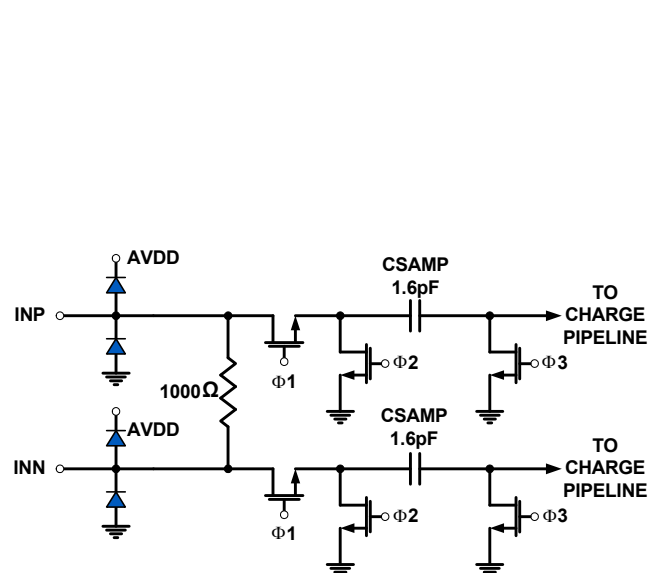 AVDD
CSAMP
1.6pF
INP
TO
CHARGE
PIPELINE
Φ1
Φ2
Φ3
1000Ω
AVDD
CSAMP
1.6pF
INN
TO
CHARGE
PIPELINE
Φ1
Φ2
Φ3